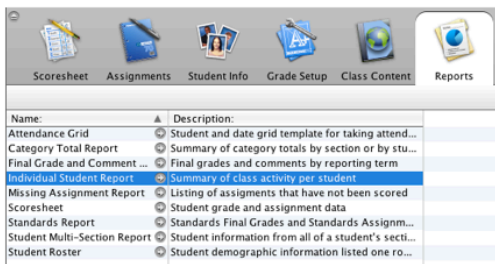 Scoresheet Assignments Student Info Grade Setup Class Content Reports
Name: Description:
Attendance Grid Student and date grid template for taking attend...
Category Total Report Summary of category totals by section or by stu...
Final Grade and Comment ... Final grades and comments by reporting term
Individual Student Report Summary of class activity per student
Missing Assignment Report Listing of assigments that have not been scored
Scoresheet Student grade and assignment data
Standards Report Standards Final Grades and Standards Assignm...
Student Multi-Section Report Student information from all of a student's secti...
Student Roster Student demographic information listed one ro...